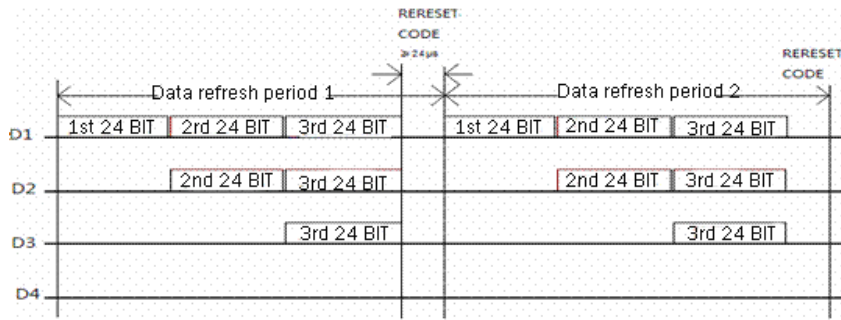 RERESET
CODE
≥24μs
RERESET
CODE
Data refresh period 1
Data refresh period 2
D1
1st 24 BIT
2rd 24 BIT
3rd 24 BIT
1st 24 BIT
2nd 24 BIT
3rd 24 BIT
D2
2nd 24 BIT
3rd 24 BIT
2nd 24 BIT
3rd 24 BIT
D3
3rd 24 BIT
3rd 24 BIT
D4